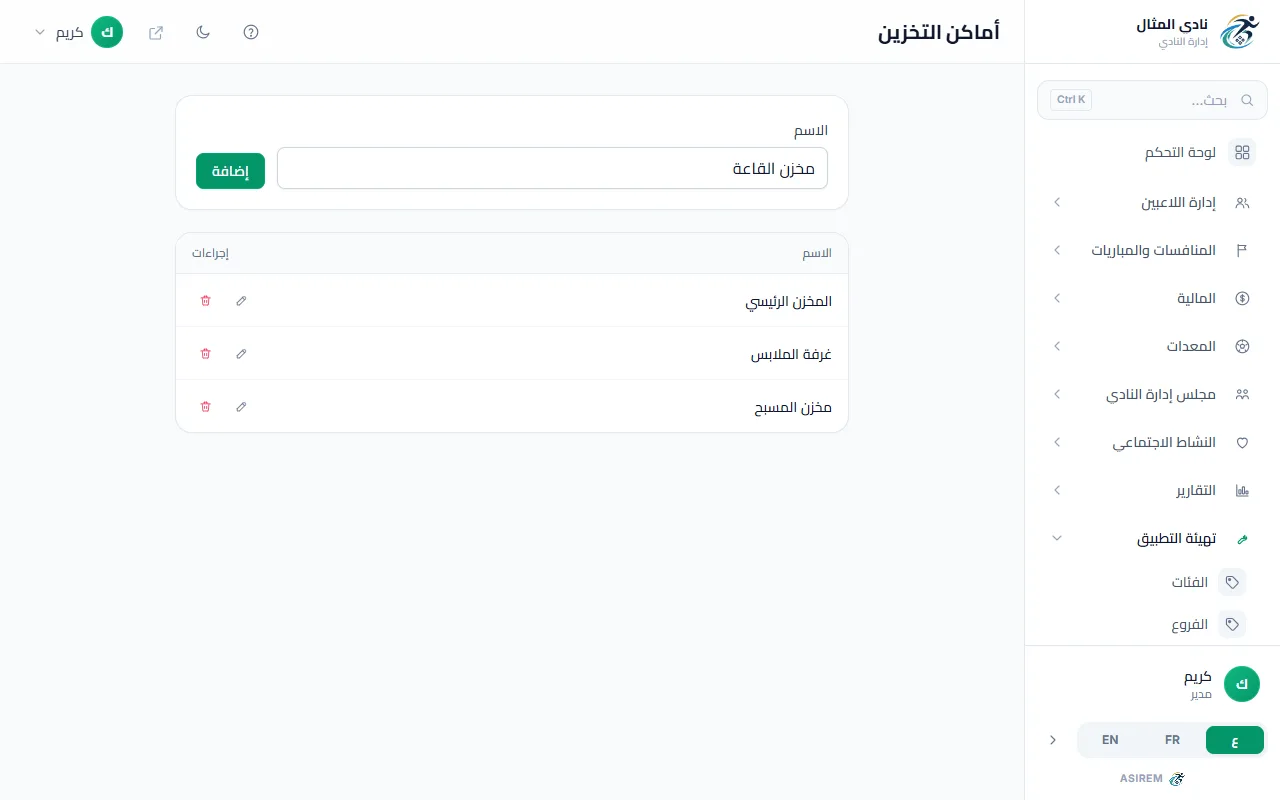 نادي المثال
إدارة النادي
بحث...
Ctrl K
لوحة التحكم
إدارة اللاعبين
المنافسات والمباريات
المالية
المعدات
مجلس إدارة النادي
النشاط الاجتماعي
التقارير
تهيئة التطبيق
الفئات
الفروع
ك
كريم
مدير
ع
FR
EN
ASIREM
أماكن التخزين
ك
كريم
الاسم
مخزن القاعة
إضافة
الاسم
إجراءات
المخزن الرئيسي
غرفة الملابس
مخزن المسبح